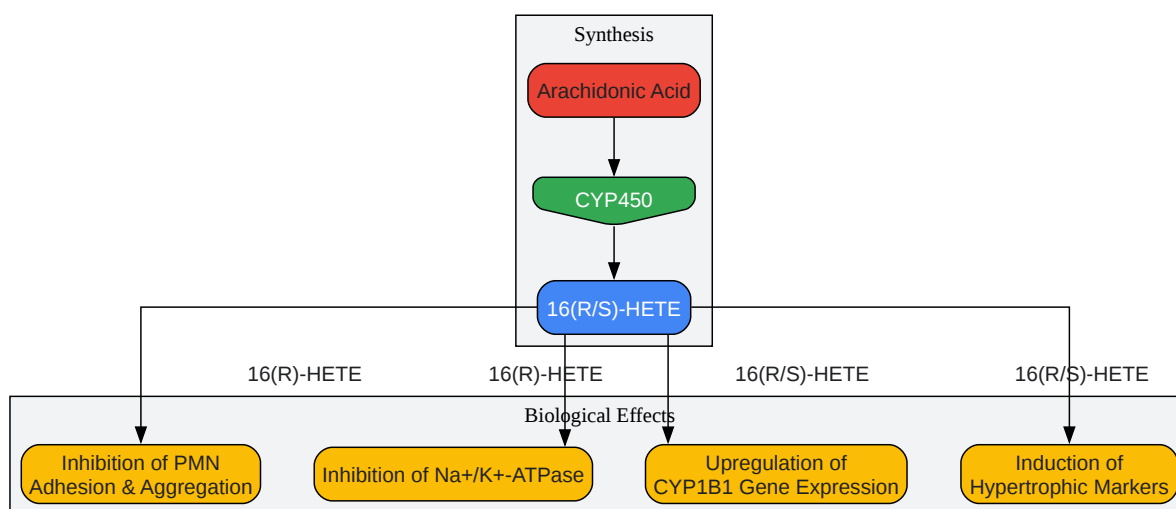 Synthesis
Arachidonic Acid
CYP450
16(R/S)-HETE
16(R)-HETE
16(R)-HETE
16(R/S)-HETE
16(R/S)-HETE
Biological Effects
Inhibition of PMN
Adhesion & Aggregation
Inhibition of Na+/K+-ATPase
Upregulation of
CYP1B1 Gene Expression
Induction of
Hypertrophic Markers